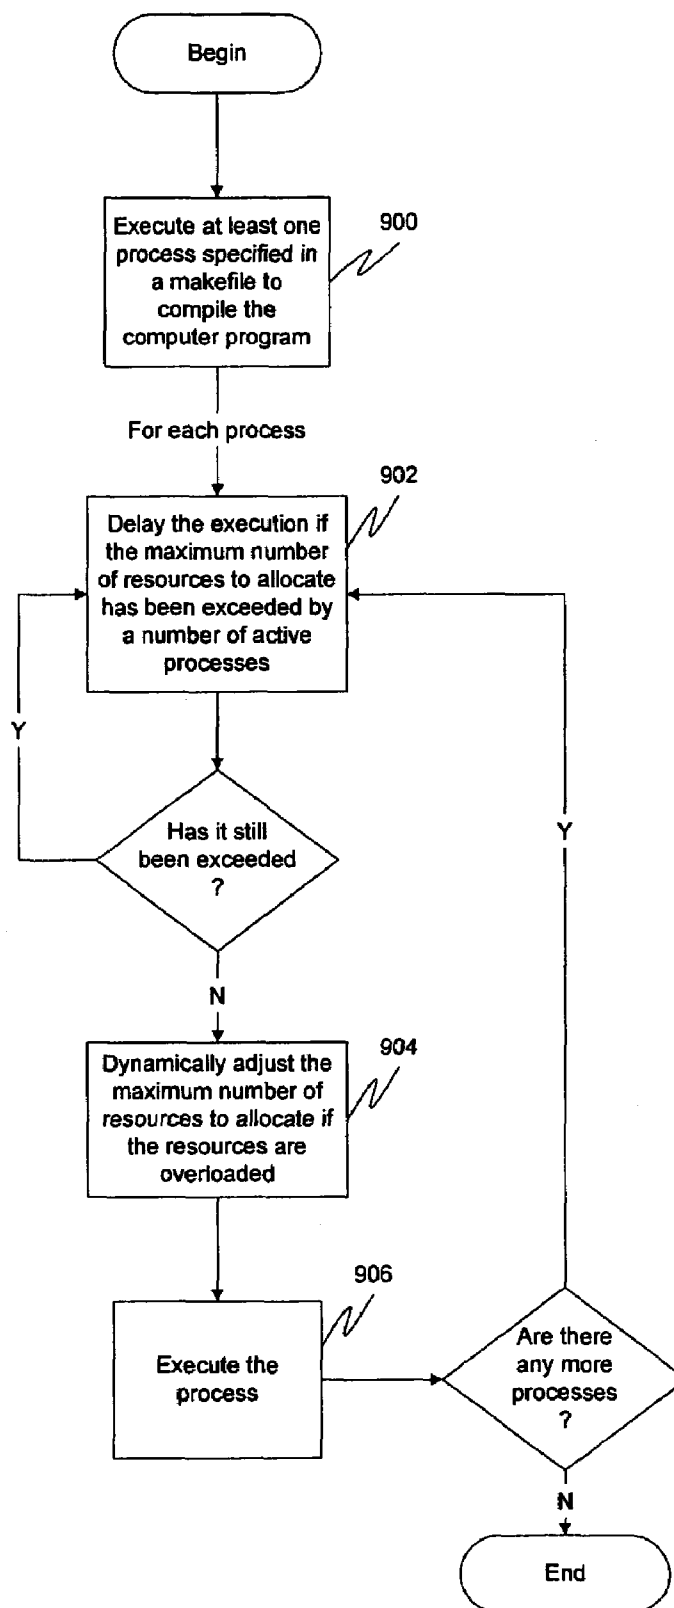 Begin
Execute at least one
process specified in
a makefile to
compile the
computer program
900
For each process
902
Delay the execution if
the maximum number
of resources to allocate
has been exceeded by
a number of active
processes
Y
Has it still
been exceeded
?
Y
N
904
Dynamically adjust the
maximum number of
resources to allocate if
the resources are
overloaded
906
Execute the
process
Are there
any more
processes
?
N
End